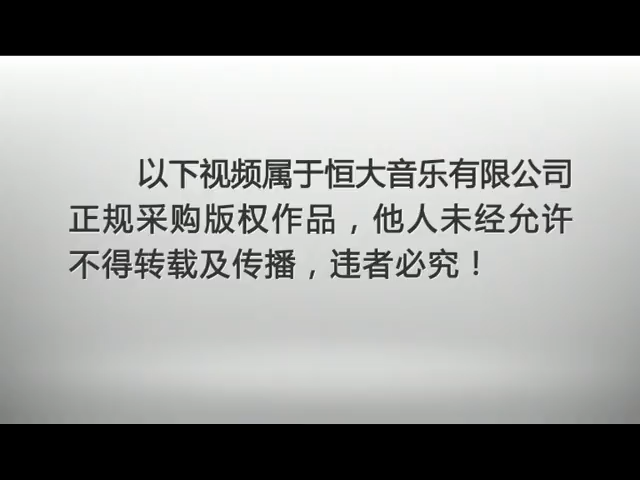 以下视频属于恒大音乐有限公司
正规采购版权作品，他人未经允许
不得转载及传播，违者必究！